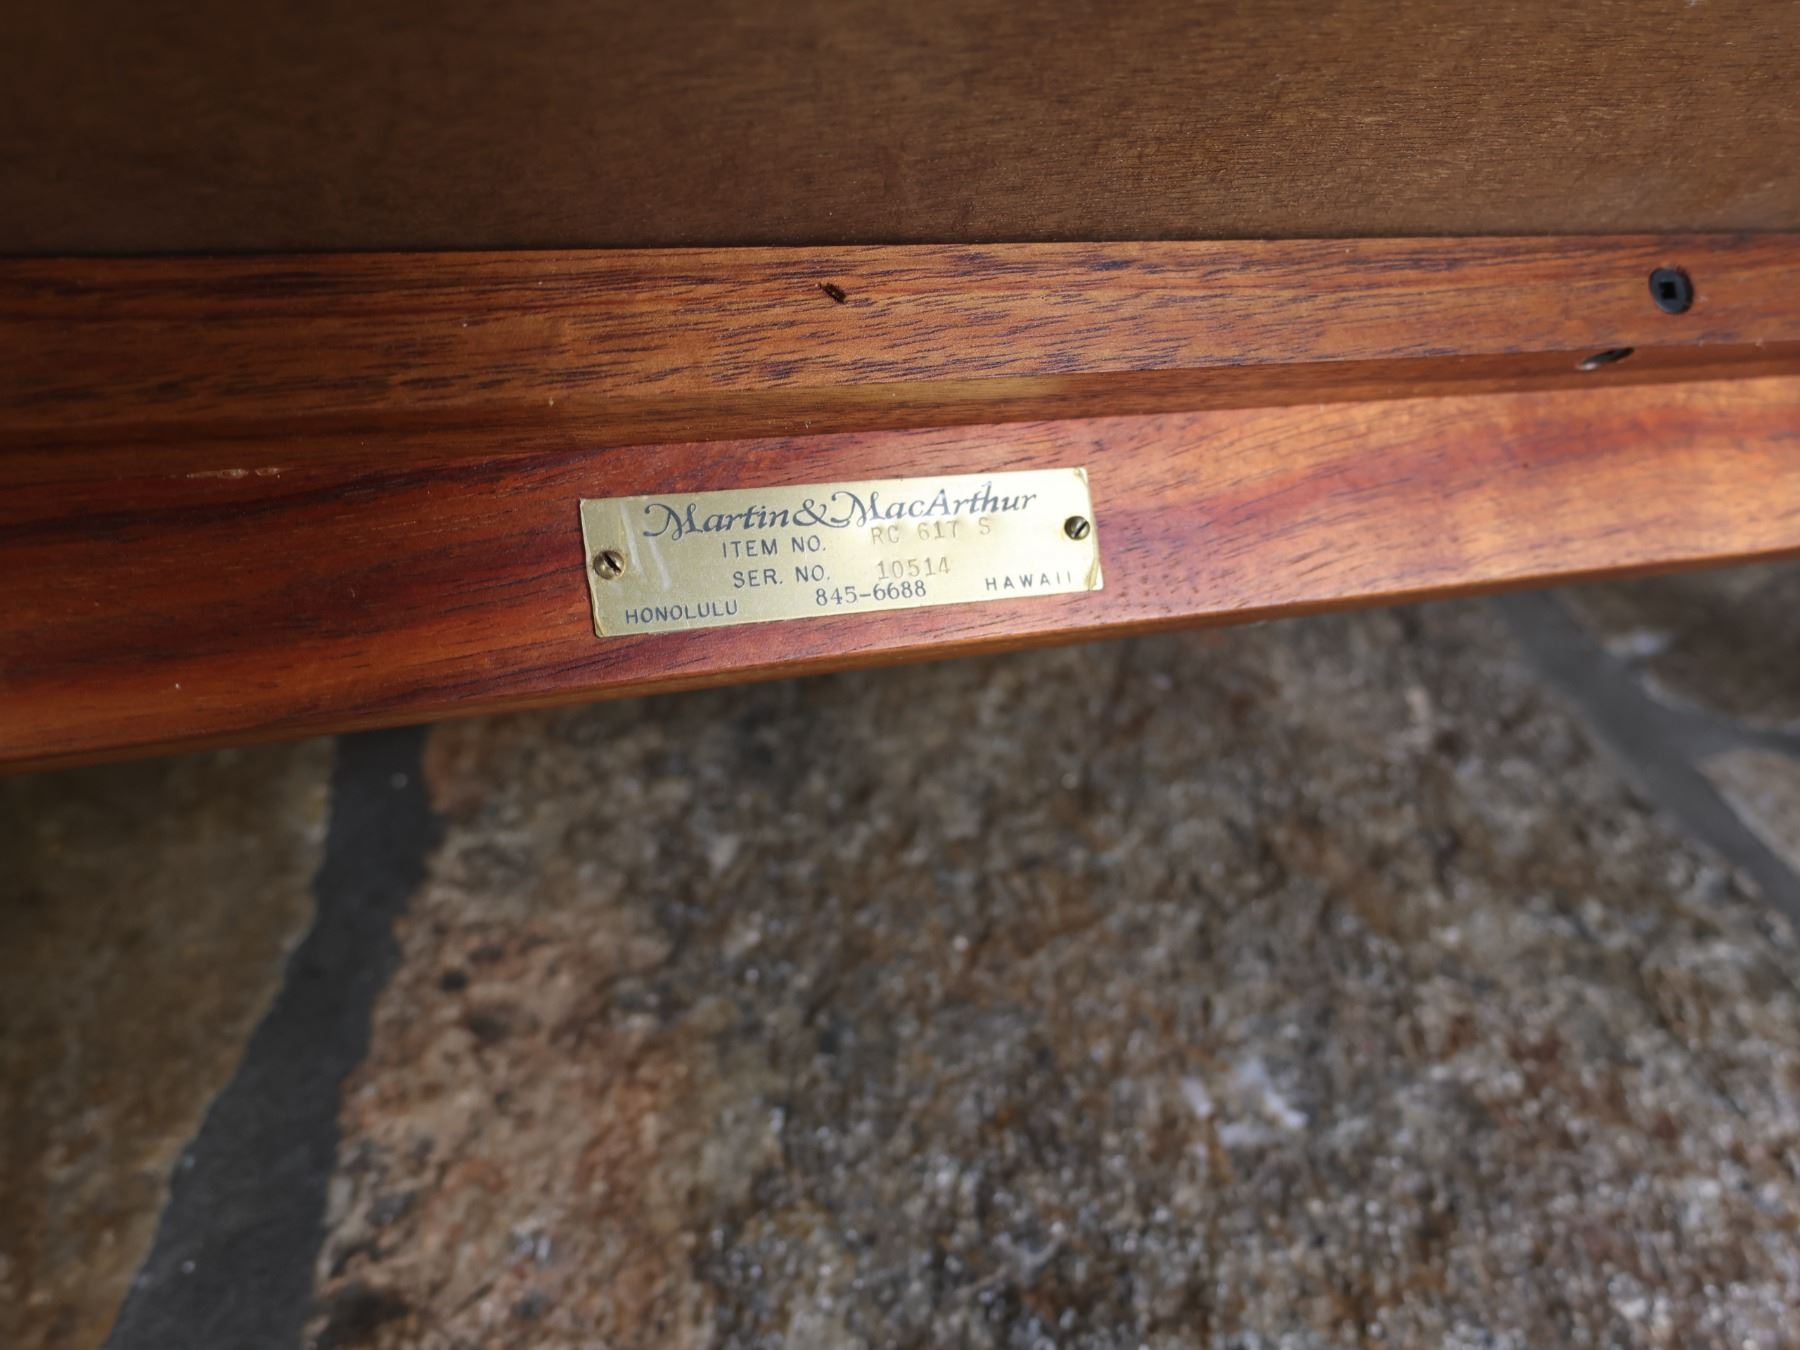 Martin & MacArthur
ITEM NO. RC 617 S
SER. NO. 10514
HONOLULU 845-6688 HAWAII